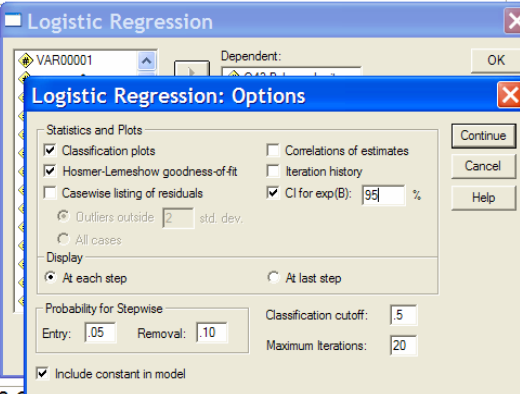 Logistic Regression
VAR00001
Dependent:
OK
Logistic Regression: Options
Statistics and Plots
Classification plots
Correlations of estimates
Continue
Hosmer-Lemeshow goodness-of-fit
Iteration history
Cancel
Casewise listing of residuals
CI for exp(B): 95 %
Help
Outliers outside 2 std. dev.
All cases
Display
At each step
At last step
Probability for Stepwise
Classification cutoff: .5
Entry: .05 Removal: .10
Maximum Iterations: 20
Include constant in model